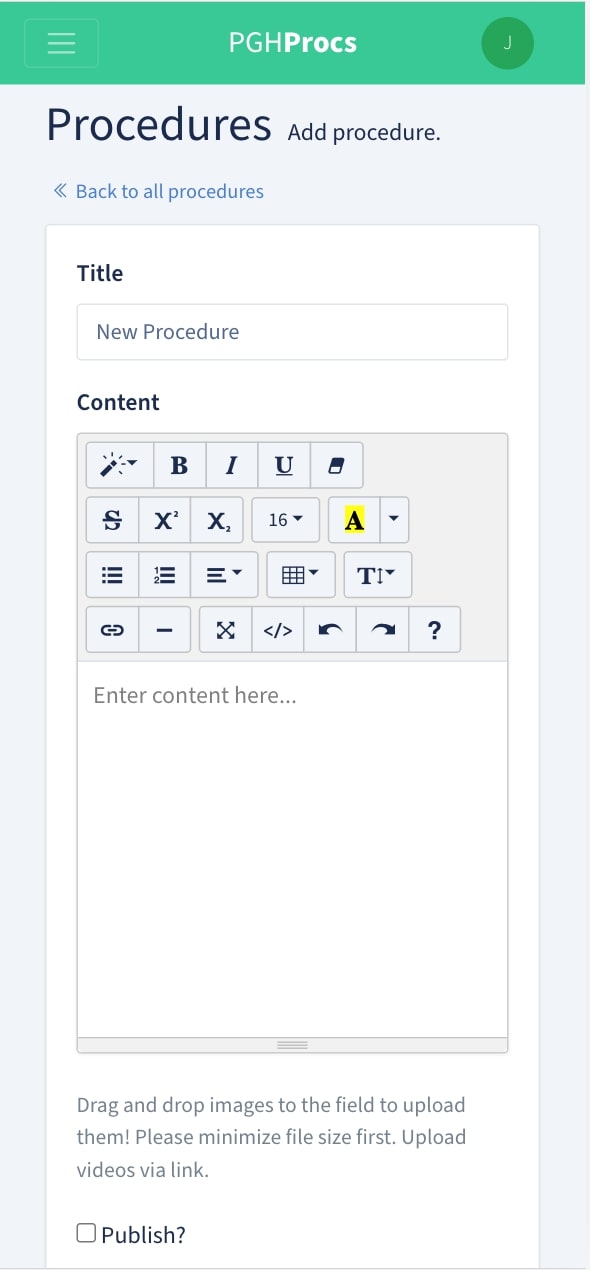 PGHProcs
J
Procedures Add procedure.
« Back to all procedures
Title
New Procedure
Content
B I U
S X² X₂ 16 A
T
</> ?
Enter content here...
Drag and drop images to the field to upload
them! Please minimize file size first. Upload
videos via link.
Publish?